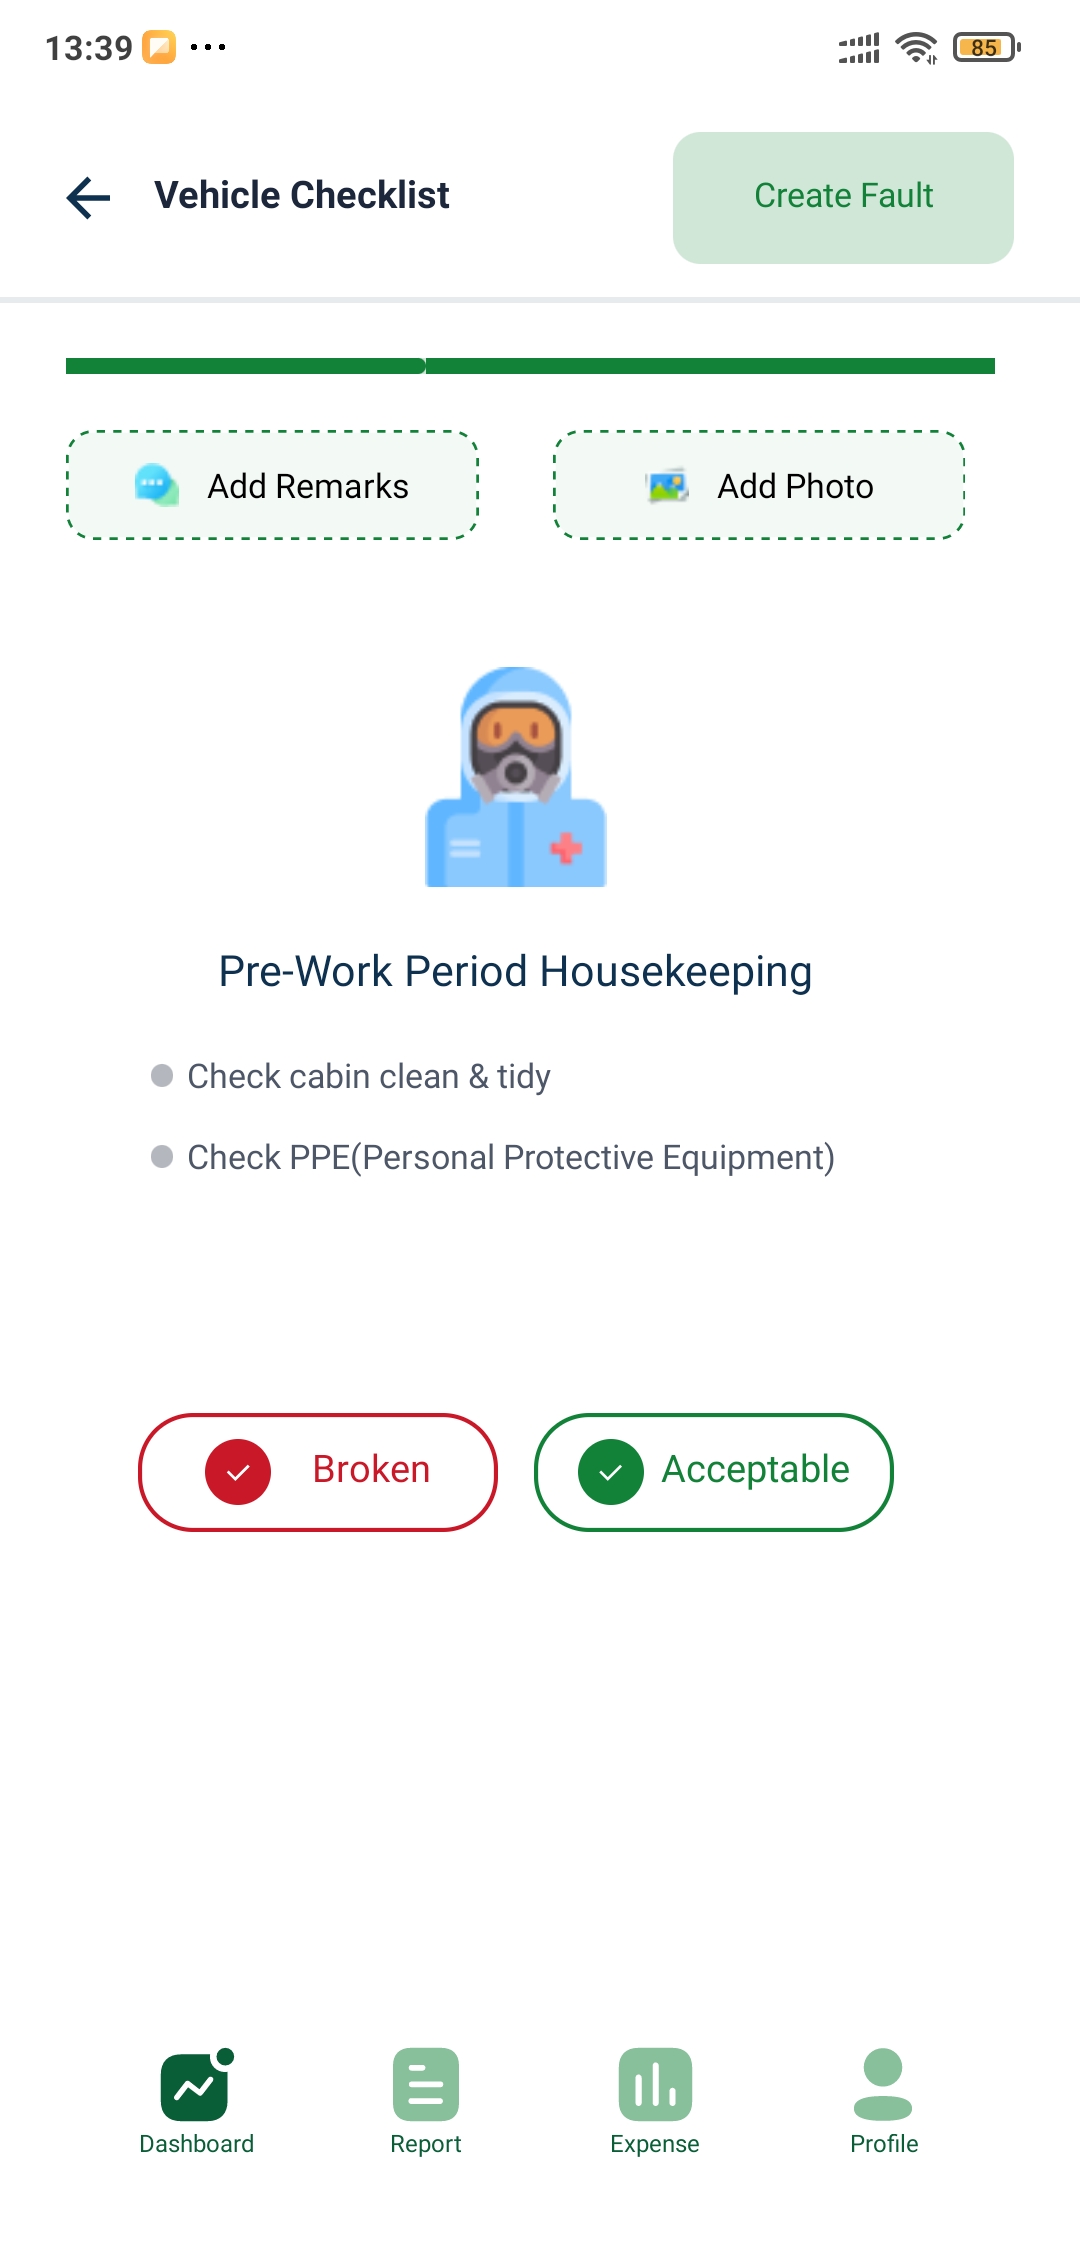 13:39
85
Vehicle Checklist
Create Fault
Add Remarks
Add Photo
Pre-Work Period Housekeeping
Check cabin clean & tidy
Check PPE(Personal Protective Equipment)
Broken
Acceptable
Dashboard
Report
Expense
Profile